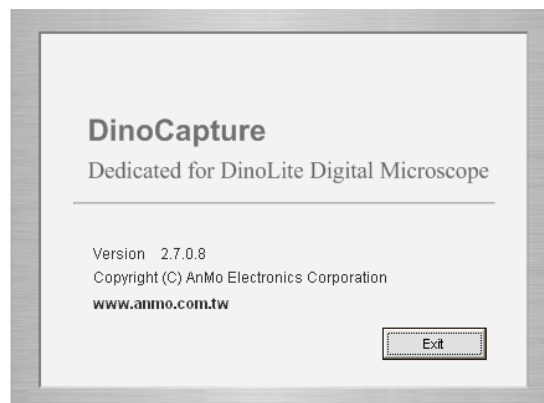 DinoCapture
Dedicated for DinoLite Digital Microscope
Version 2.7.0.8
Copyright (C) AnMo Electronics Corporation
www.anmo.com.tw
Exit